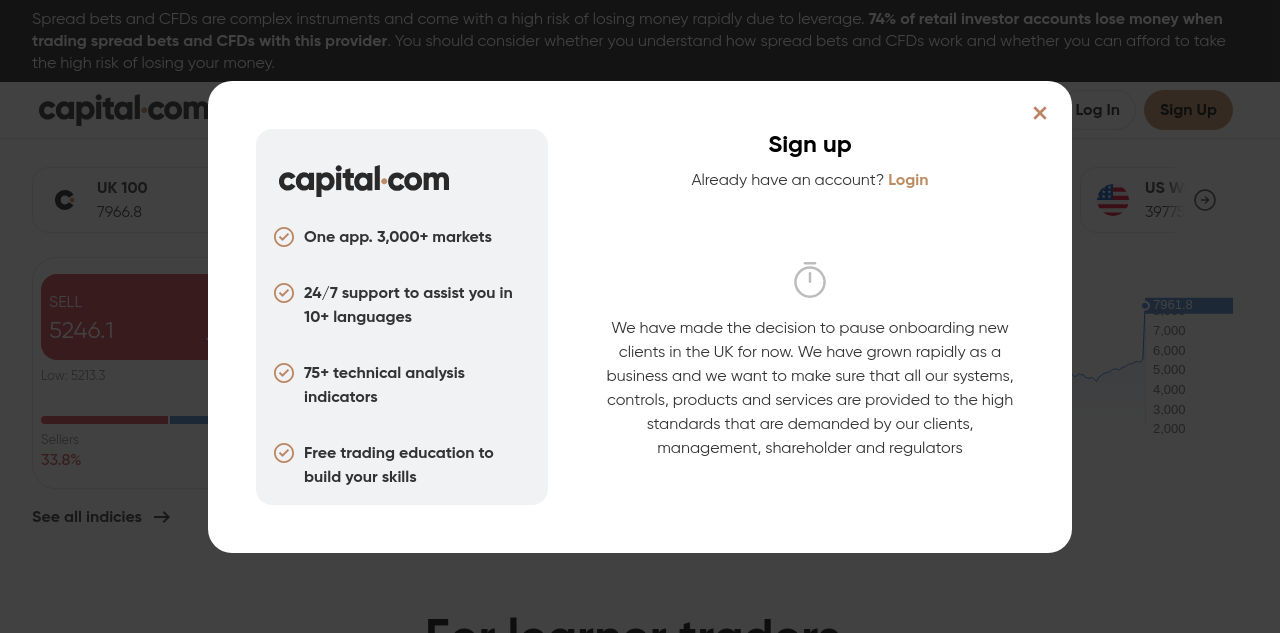 Spread bets and CFDs are complex instruments and come with a high risk of losing money rapidly due to leverage. 74% of retail investor accounts lose money when
trading spread bets and CFDs with this provider. You should consider whether you understand how spread bets and CFDs work and whether you can afford to take
the high risk of losing your money.
capital.com
Log In
Sign Up
UK 100
7966.8
US W
39775
SELL
5246.1
Low: 5213.3
Sellers
33.8%
See all indicies
7961.8
7,000
6,000
5,000
4,000
3,000
2,000
capital.com
One app. 3,000+ markets
24/7 support to assist you in
10+ languages
75+ technical analysis
indicators
Free trading education to
build your skills
Sign up
Already have an account? Login
We have made the decision to pause onboarding new
clients in the UK for now. We have grown rapidly as a
business and we want to make sure that all our systems,
controls, products and services are provided to the high
standards that are demanded by our clients,
management, shareholder and regulators
For learner traders